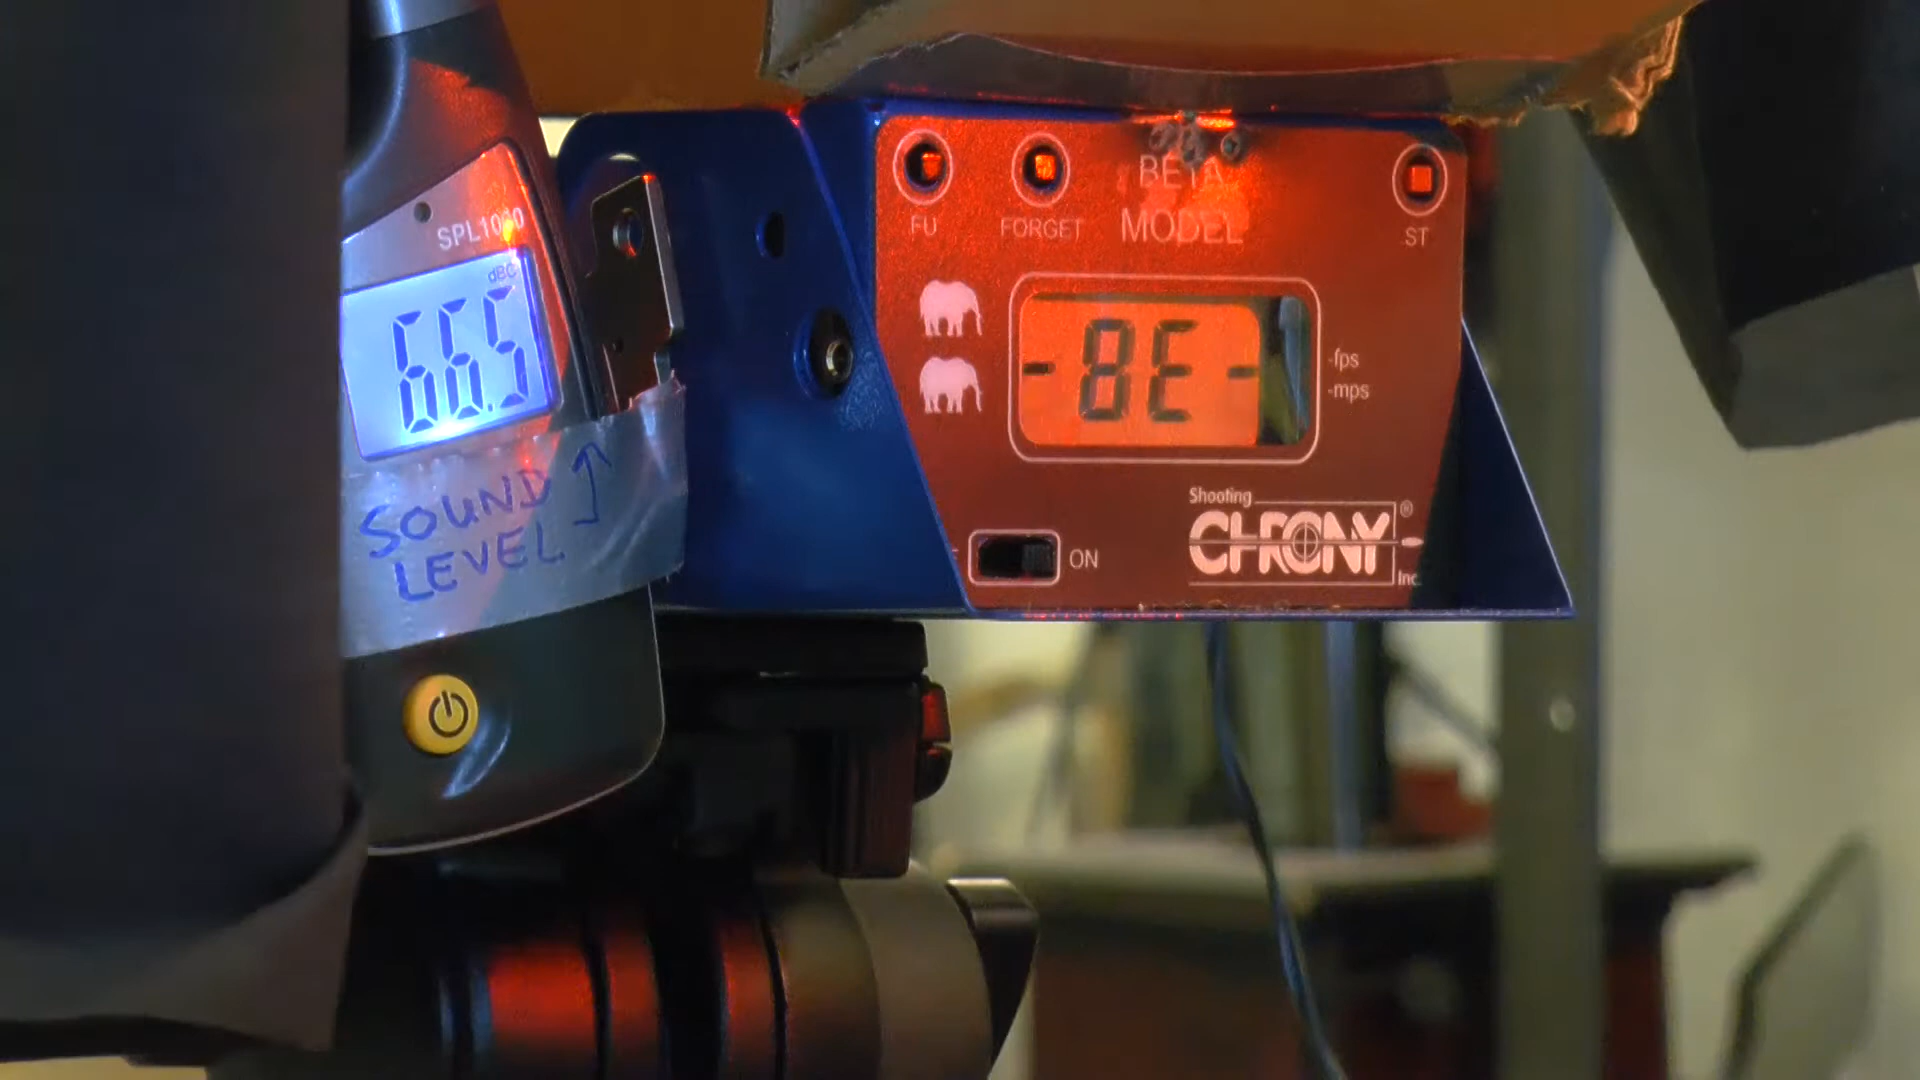 SPL1000
dBC
66.5
SOUND
LEVEL
FU
FORGET
BETA
MODEL
ST
- 8E -
-fps
-mps
ON
Shooting
CHRONY ®
Inc.